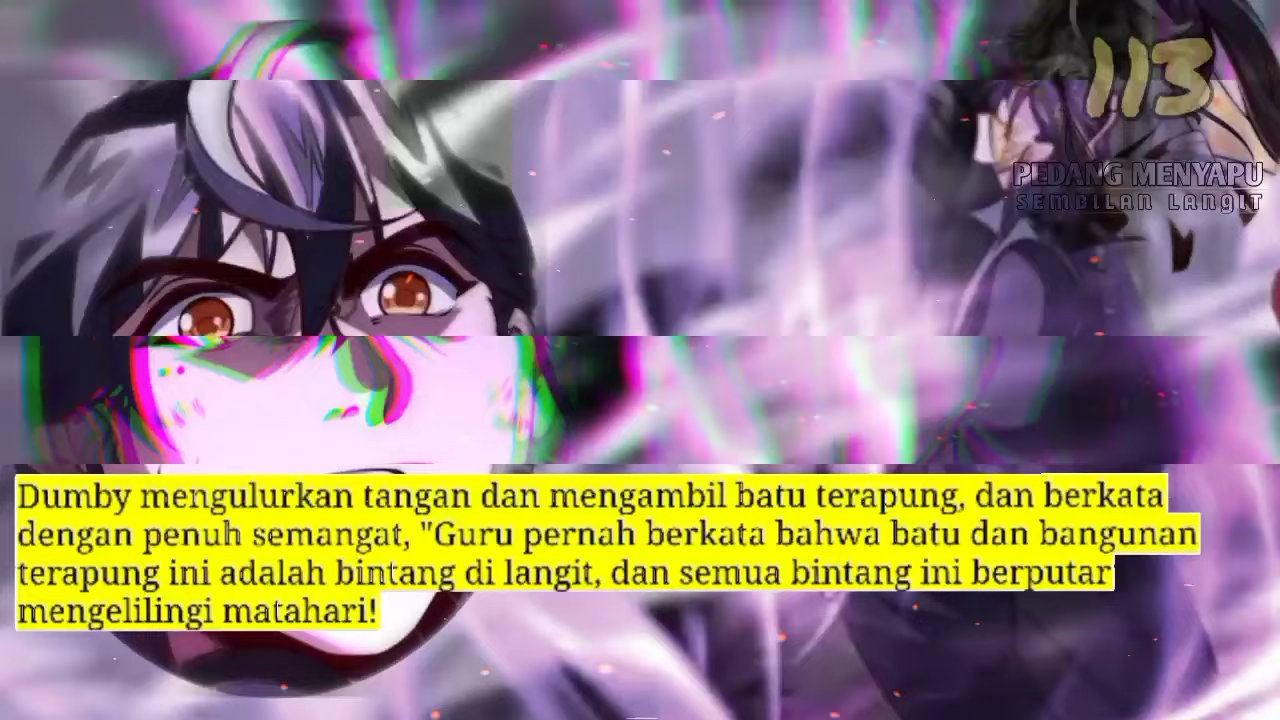 113
PEDANG MENYAPU
SEMBILAN LANGIT
Dumby mengulurkan tangan dan mengambil batu terapung, dan berkata
dengan penuh semangat, "Guru pernah berkata bahwa batu dan bangunan
terapung ini adalah bintang di langit, dan semua bintang ini berputar
mengelilingi matahari!